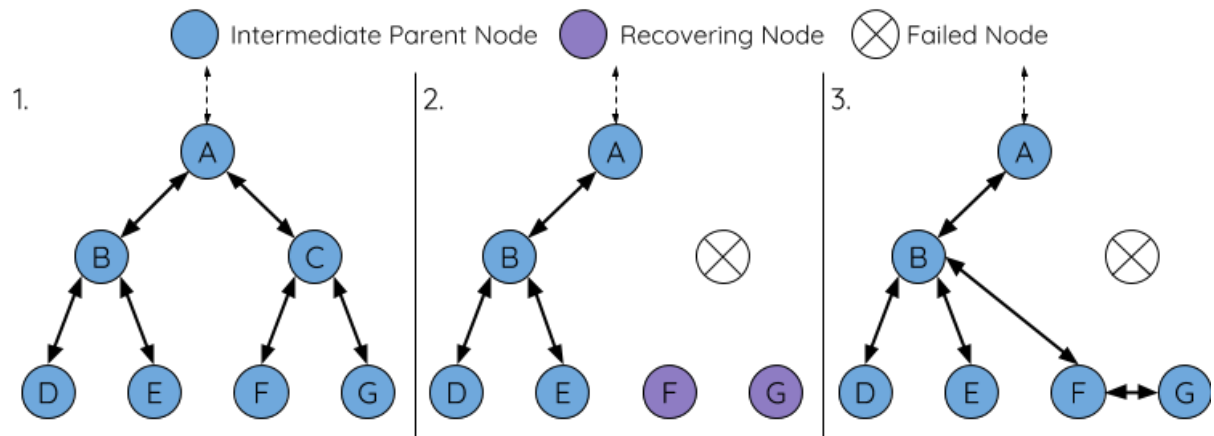 Intermediate Parent Node Recovering Node Failed Node
1. 2. 3.
A A A
B C B B
D E F G D E F G D E F G